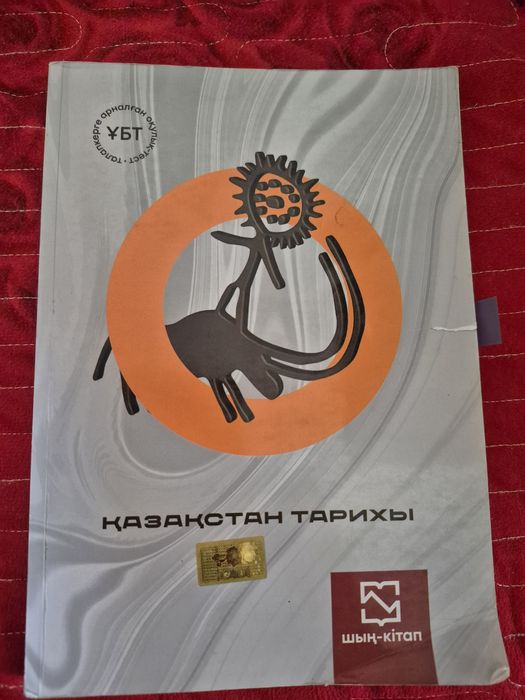 талапкерге арналған оқулық-тест •
ҰБТ
ҚАЗАҚСТАН ТАРИХЫ
шың-кітап